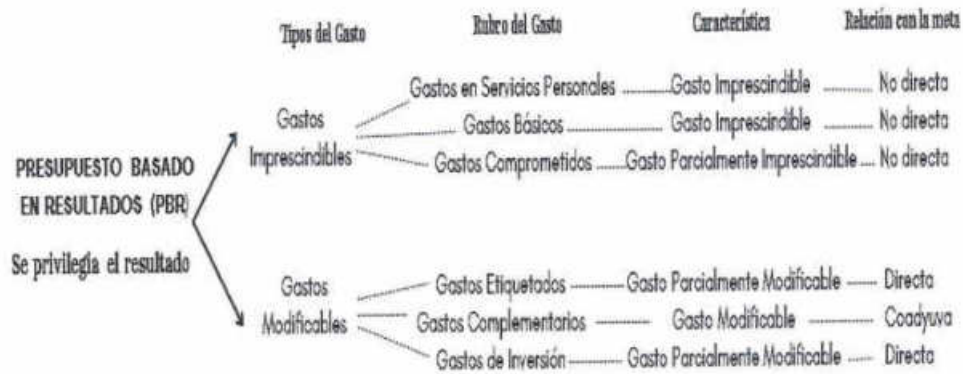 Tipos del Gasto Rubro del Gasto Característica Relación con la meta
Gastos en Servicios Personales Gasto Imprescindible No directa
Gastos
Imprescindibles
Gastos Básicos Gasto Imprescindible No directa
Gastos Comprometidos Gasto Parcialmente Imprescindible No directa
PRESUPUESTO BASADO
EN RESULTADOS (PBR)
Se privilegia el resultado
Gastos
Modificables
Gastos Etiquetados Gasto Parcialmente Modificable Directa
Gastos Complementarios Gasto Modificable Coadyuva
Gastos de Inversión Gasto Parcialmente Modificable Directa